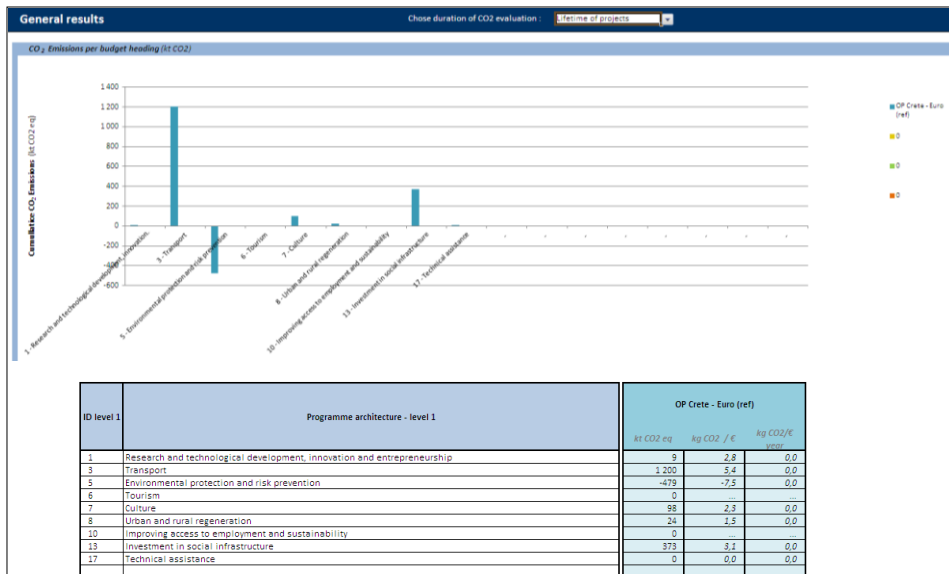 General results
Chose duration of CO2 evaluation :
Lifetime of projects
CO2 Emissions per budget heading (kt CO2)
Cumullatice CO2 Emissions (kt CO2 eq)
1 400
1 200
1 000
800
600
400
200
0
-200
-400
-600
1 - Research and technological development, innovation...
3 - Transport
5 - Environmental protection and risk prevention
6 - Tourism
7 - Culture
8 - Urban and rural regeneration
10 - Improving access to employment and sustainability
13 - Investment in social infrastructure
17 - Technical assistance
OP Crete - Euro
(ref)
0
0
0
ID level 1 Programme architecture - level 1 OP Crete - Euro (ref)
kt CO2 eq kg CO2 / € kg CO2/€ year
1 Research and technological development, innovation and entrepreneurship 9 2,8 0,0
3 Transport 1 200 5,4 0,0
5 Environmental protection and risk prevention -479 -7,5 0,0
6 Tourism 0 ... ...
7 Culture 98 2,3 0,0
8 Urban and rural regeneration 24 1,5 0,0
10 Improving access to employment and sustainability 0 ... ...
13 Investment in social infrastructure 373 3,1 0,0
17 Technical assistance 0 0,0 0,0